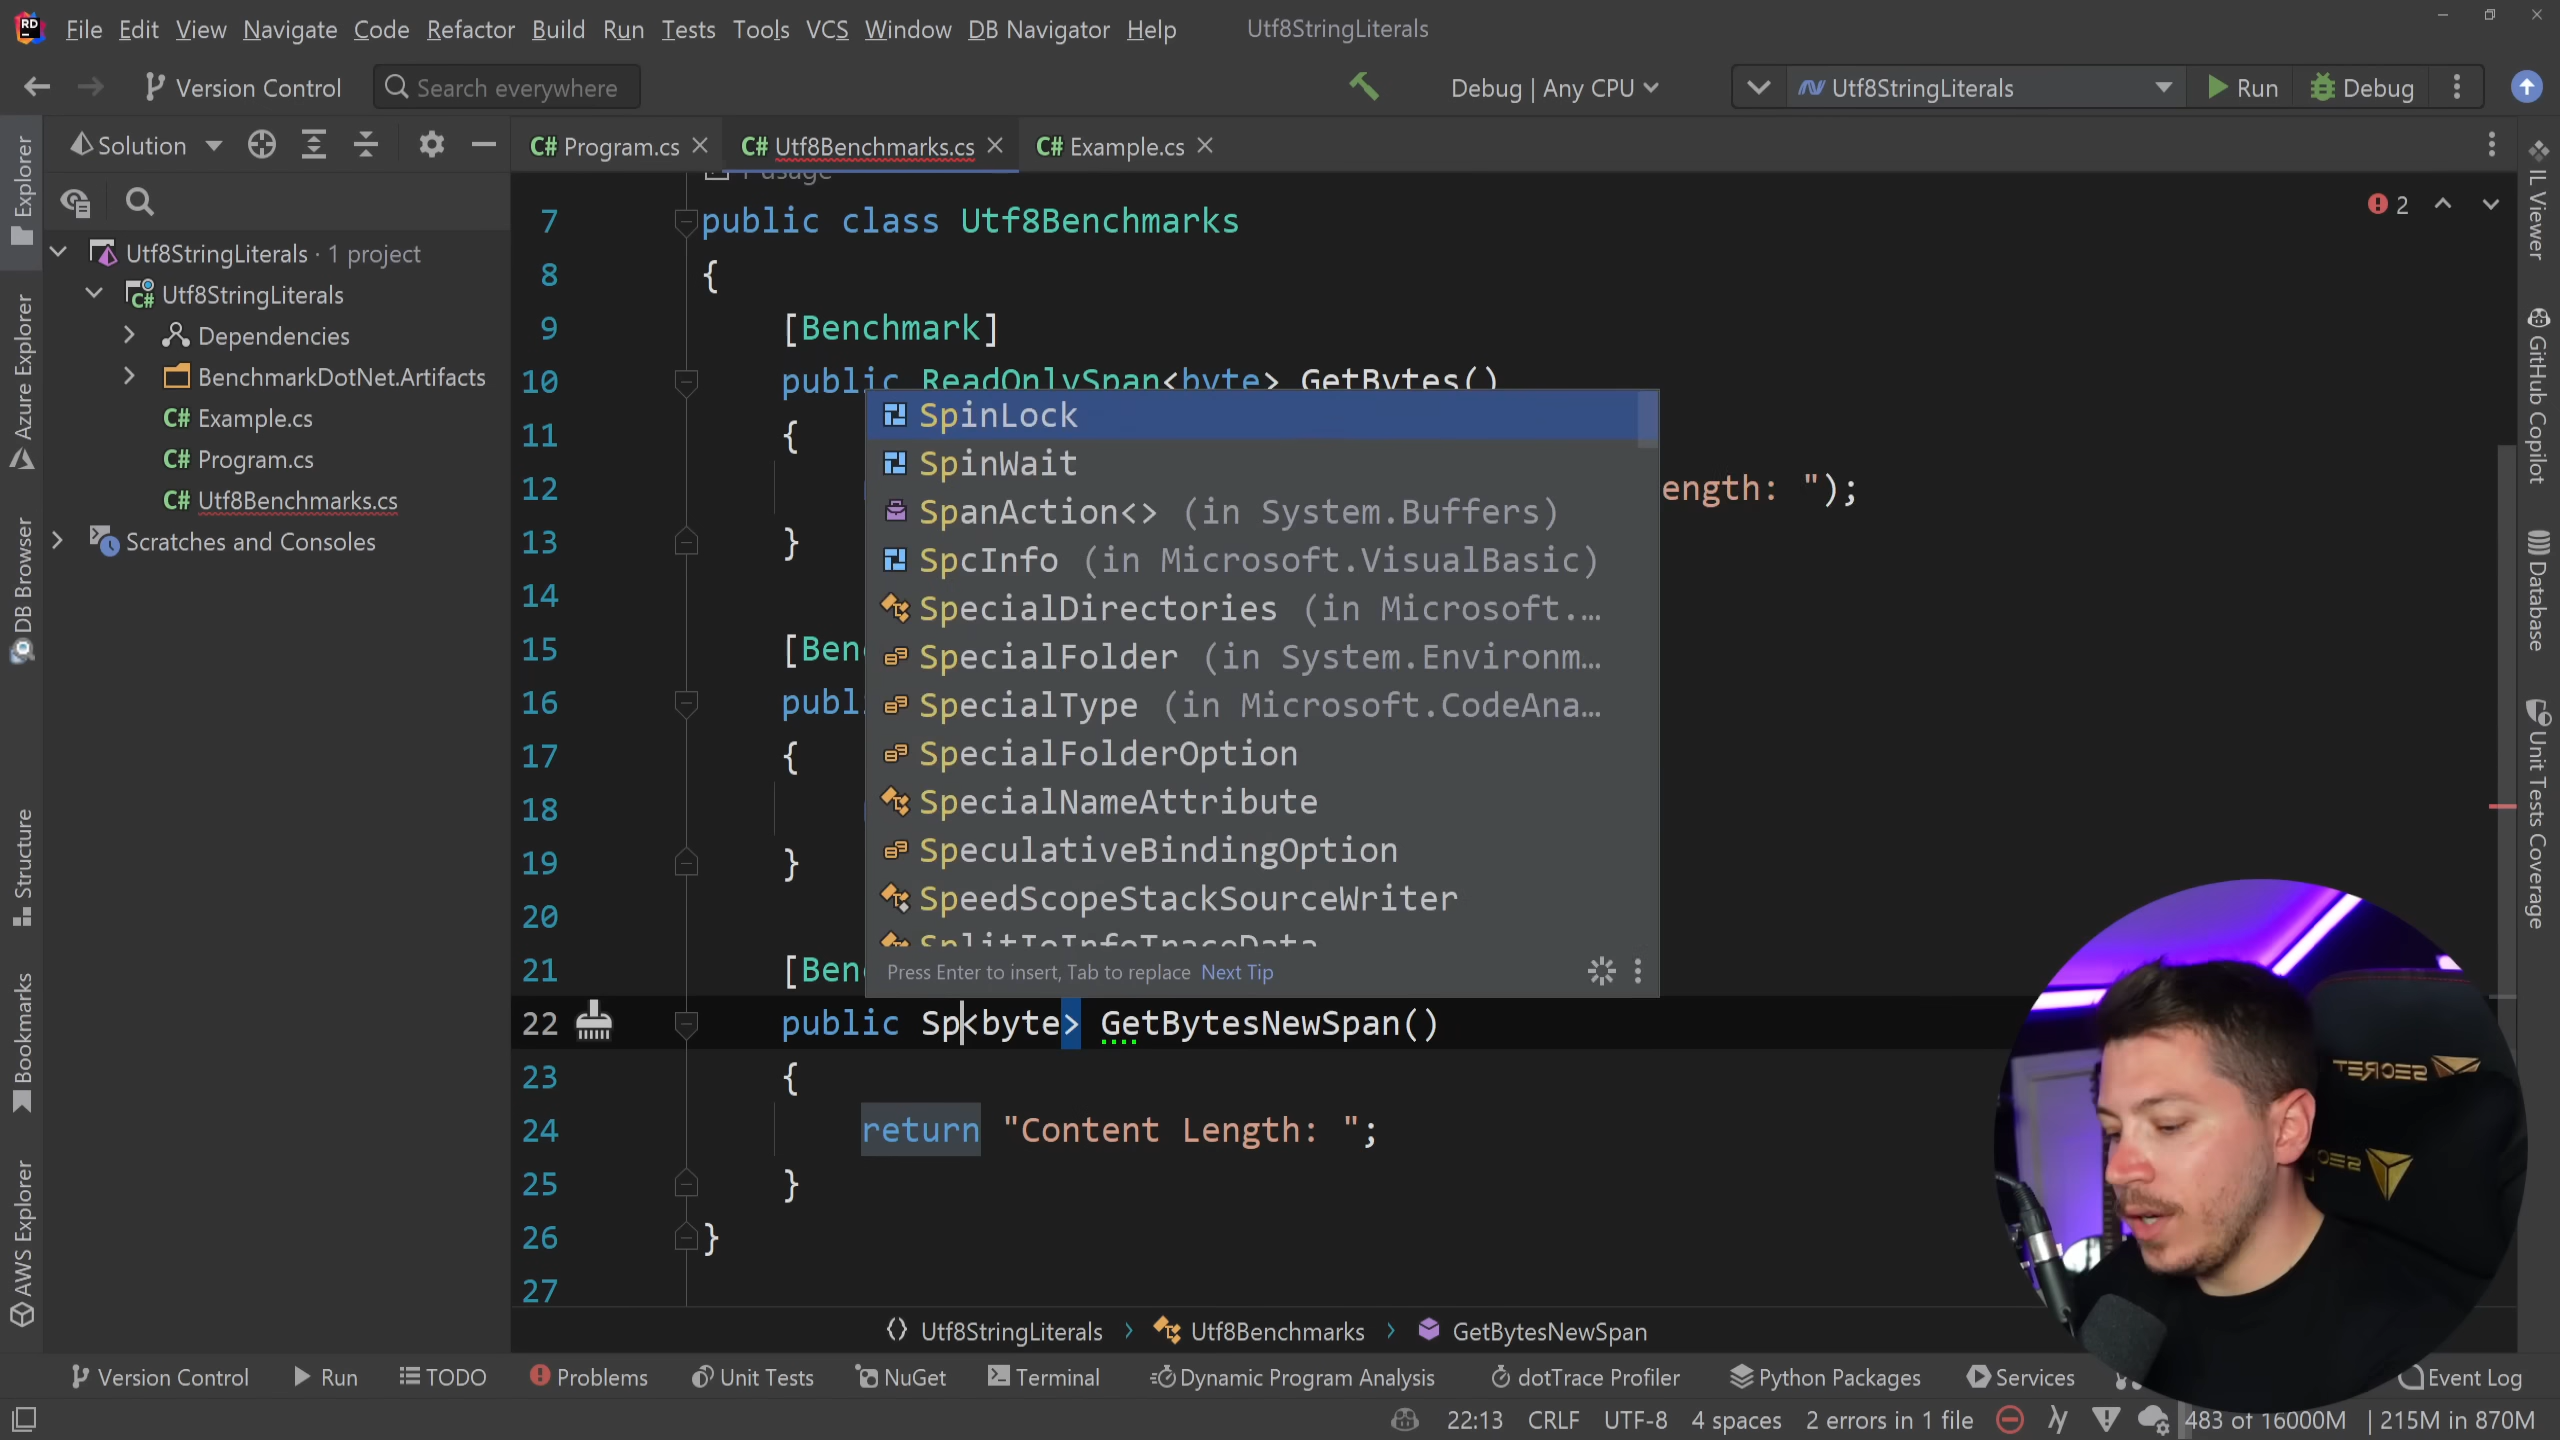 File Edit View Navigate Code Refactor Build Run Tests Tools VCS Window DB Navigator Help Utf8StringLiterals
Version Control Search everywhere Debug | Any CPU Utf8StringLiterals Run Debug
Solution
C# Program.cs C# Utf8Benchmarks.cs C# Example.cs
Utf8StringLiterals · 1 project
Utf8StringLiterals
Dependencies
BenchmarkDotNet.Artifacts
C# Example.cs
C# Program.cs
C# Utf8Benchmarks.cs
Scratches and Consoles
Explorer
Azure Explorer
DB Browser
Structure
Bookmarks
AWS Explorer
1 usage
2
7 public class Utf8Benchmarks
8 {
9 [Benchmark]
10 public ReadOnlySpan<byte> GetBytes()
11 {
12 ength: ");
13 }
14
15 [Ben
16 publi
17 {
18
19 }
20
21 [Ben
22 public Sp<byte> GetBytesNewSpan()
23 {
24 return "Content Length: ";
25 }
26 }
27
SpinLock
SpinWait
SpanAction<> (in System.Buffers)
SpcInfo (in Microsoft.VisualBasic)
SpecialDirectories (in Microsoft.…
SpecialFolder (in System.Environm…
SpecialType (in Microsoft.CodeAna…
SpecialFolderOption
SpecialNameAttribute
SpeculativeBindingOption
SpeedScopeStackSourceWriter
SplitIoInfoTraceData
Press Enter to insert, Tab to replace Next Tip
IL Viewer
GitHub Copilot
Database
Unit Tests Coverage
SECRET
SEC
Utf8StringLiterals Utf8Benchmarks GetBytesNewSpan
Version Control Run TODO Problems Unit Tests NuGet Terminal Dynamic Program Analysis dotTrace Profiler Python Packages Services Event Log
22:13 CRLF UTF-8 4 spaces 2 errors in 1 file 483 of 16000M 215M in 870M